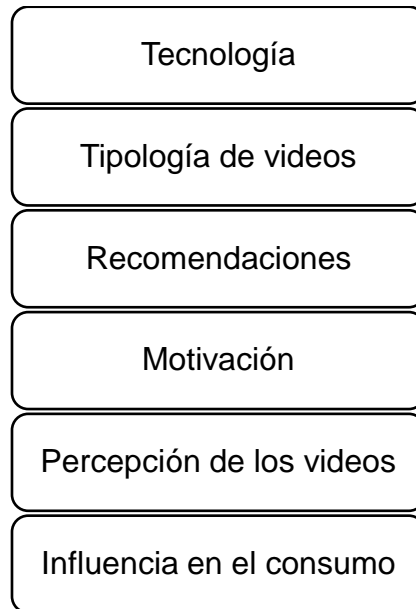 Tecnología
Tipología de videos
Recomendaciones
Motivación
Percepción de los videos
Influencia en el consumo